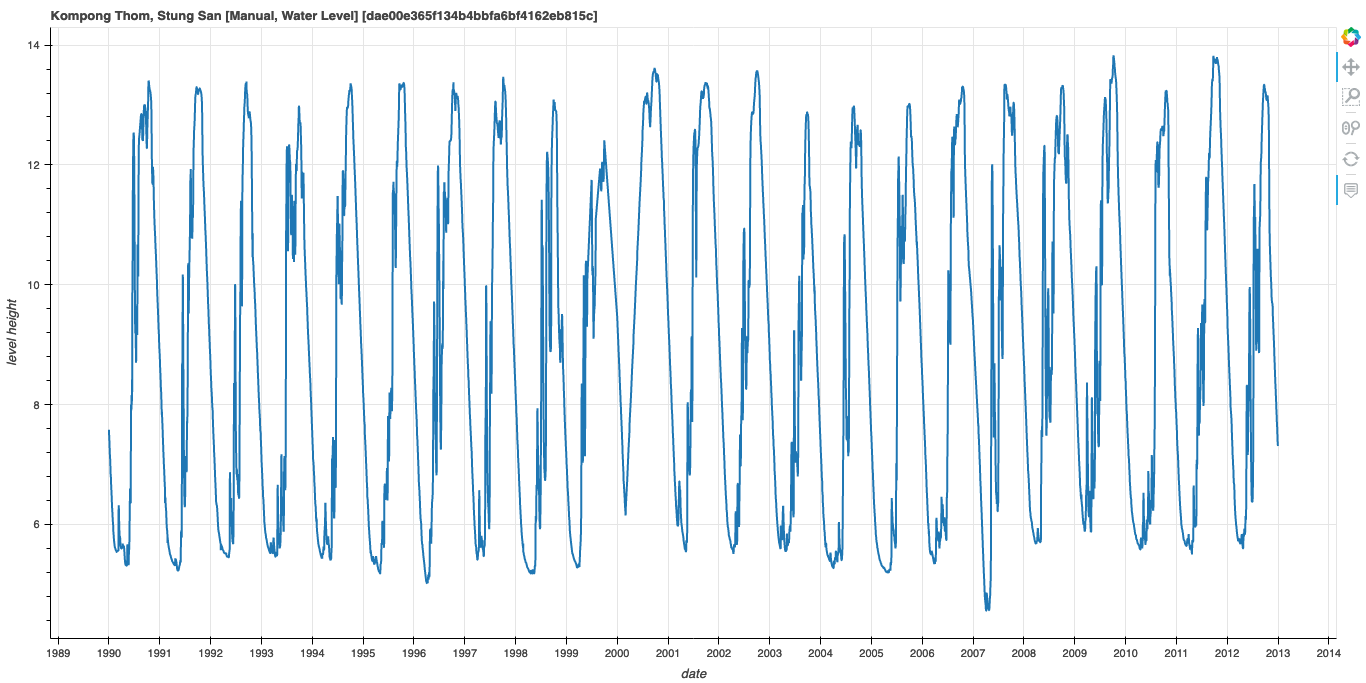 Kompong Thom, Stung San [Manual, Water Level] [dae00e365f134b4bbfa6bf4162eb815c]
14
12
10
8
6
level height
1989 1990 1991 1992 1993 1994 1995 1996 1997 1998 1999 2000 2001 2002 2003 2004 2005 2006 2007 2008 2009 2010 2011 2012 2013 2014
date